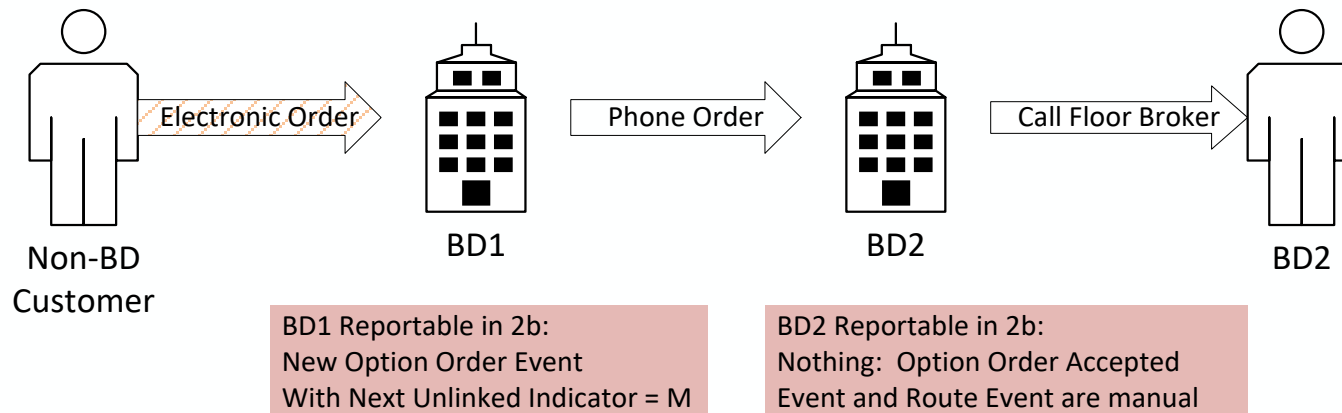 Electronic Order
Phone Order
Call Floor Broker
Non-BD
Customer
BD1
BD2
BD2
BD1 Reportable in 2b:
New Option Order Event
With Next Unlinked Indicator = M
BD2 Reportable in 2b:
Nothing: Option Order Accepted
Event and Route Event are manual